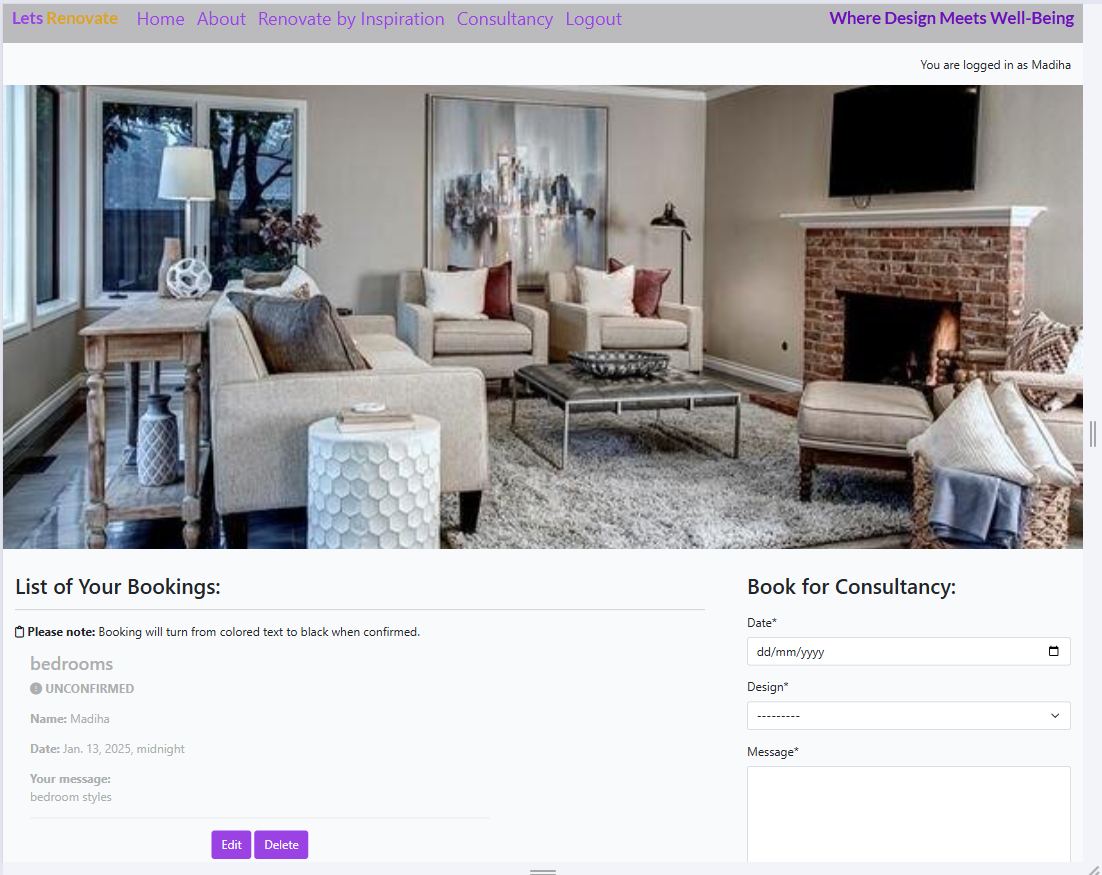 Lets Renovate Home About Renovate by Inspiration Consultancy Logout Where Design Meets Well-Being
You are logged in as Madiha
List of Your Bookings:
Please note: Booking will turn from colored text to black when confirmed.
bedrooms
UNCONFIRMED
Name: Madiha
Date: Jan. 13, 2025, midnight
Your message:
bedroom styles
Edit Delete
Book for Consultancy:
Date*
dd/mm/yyyy
Design*
---------
Message*